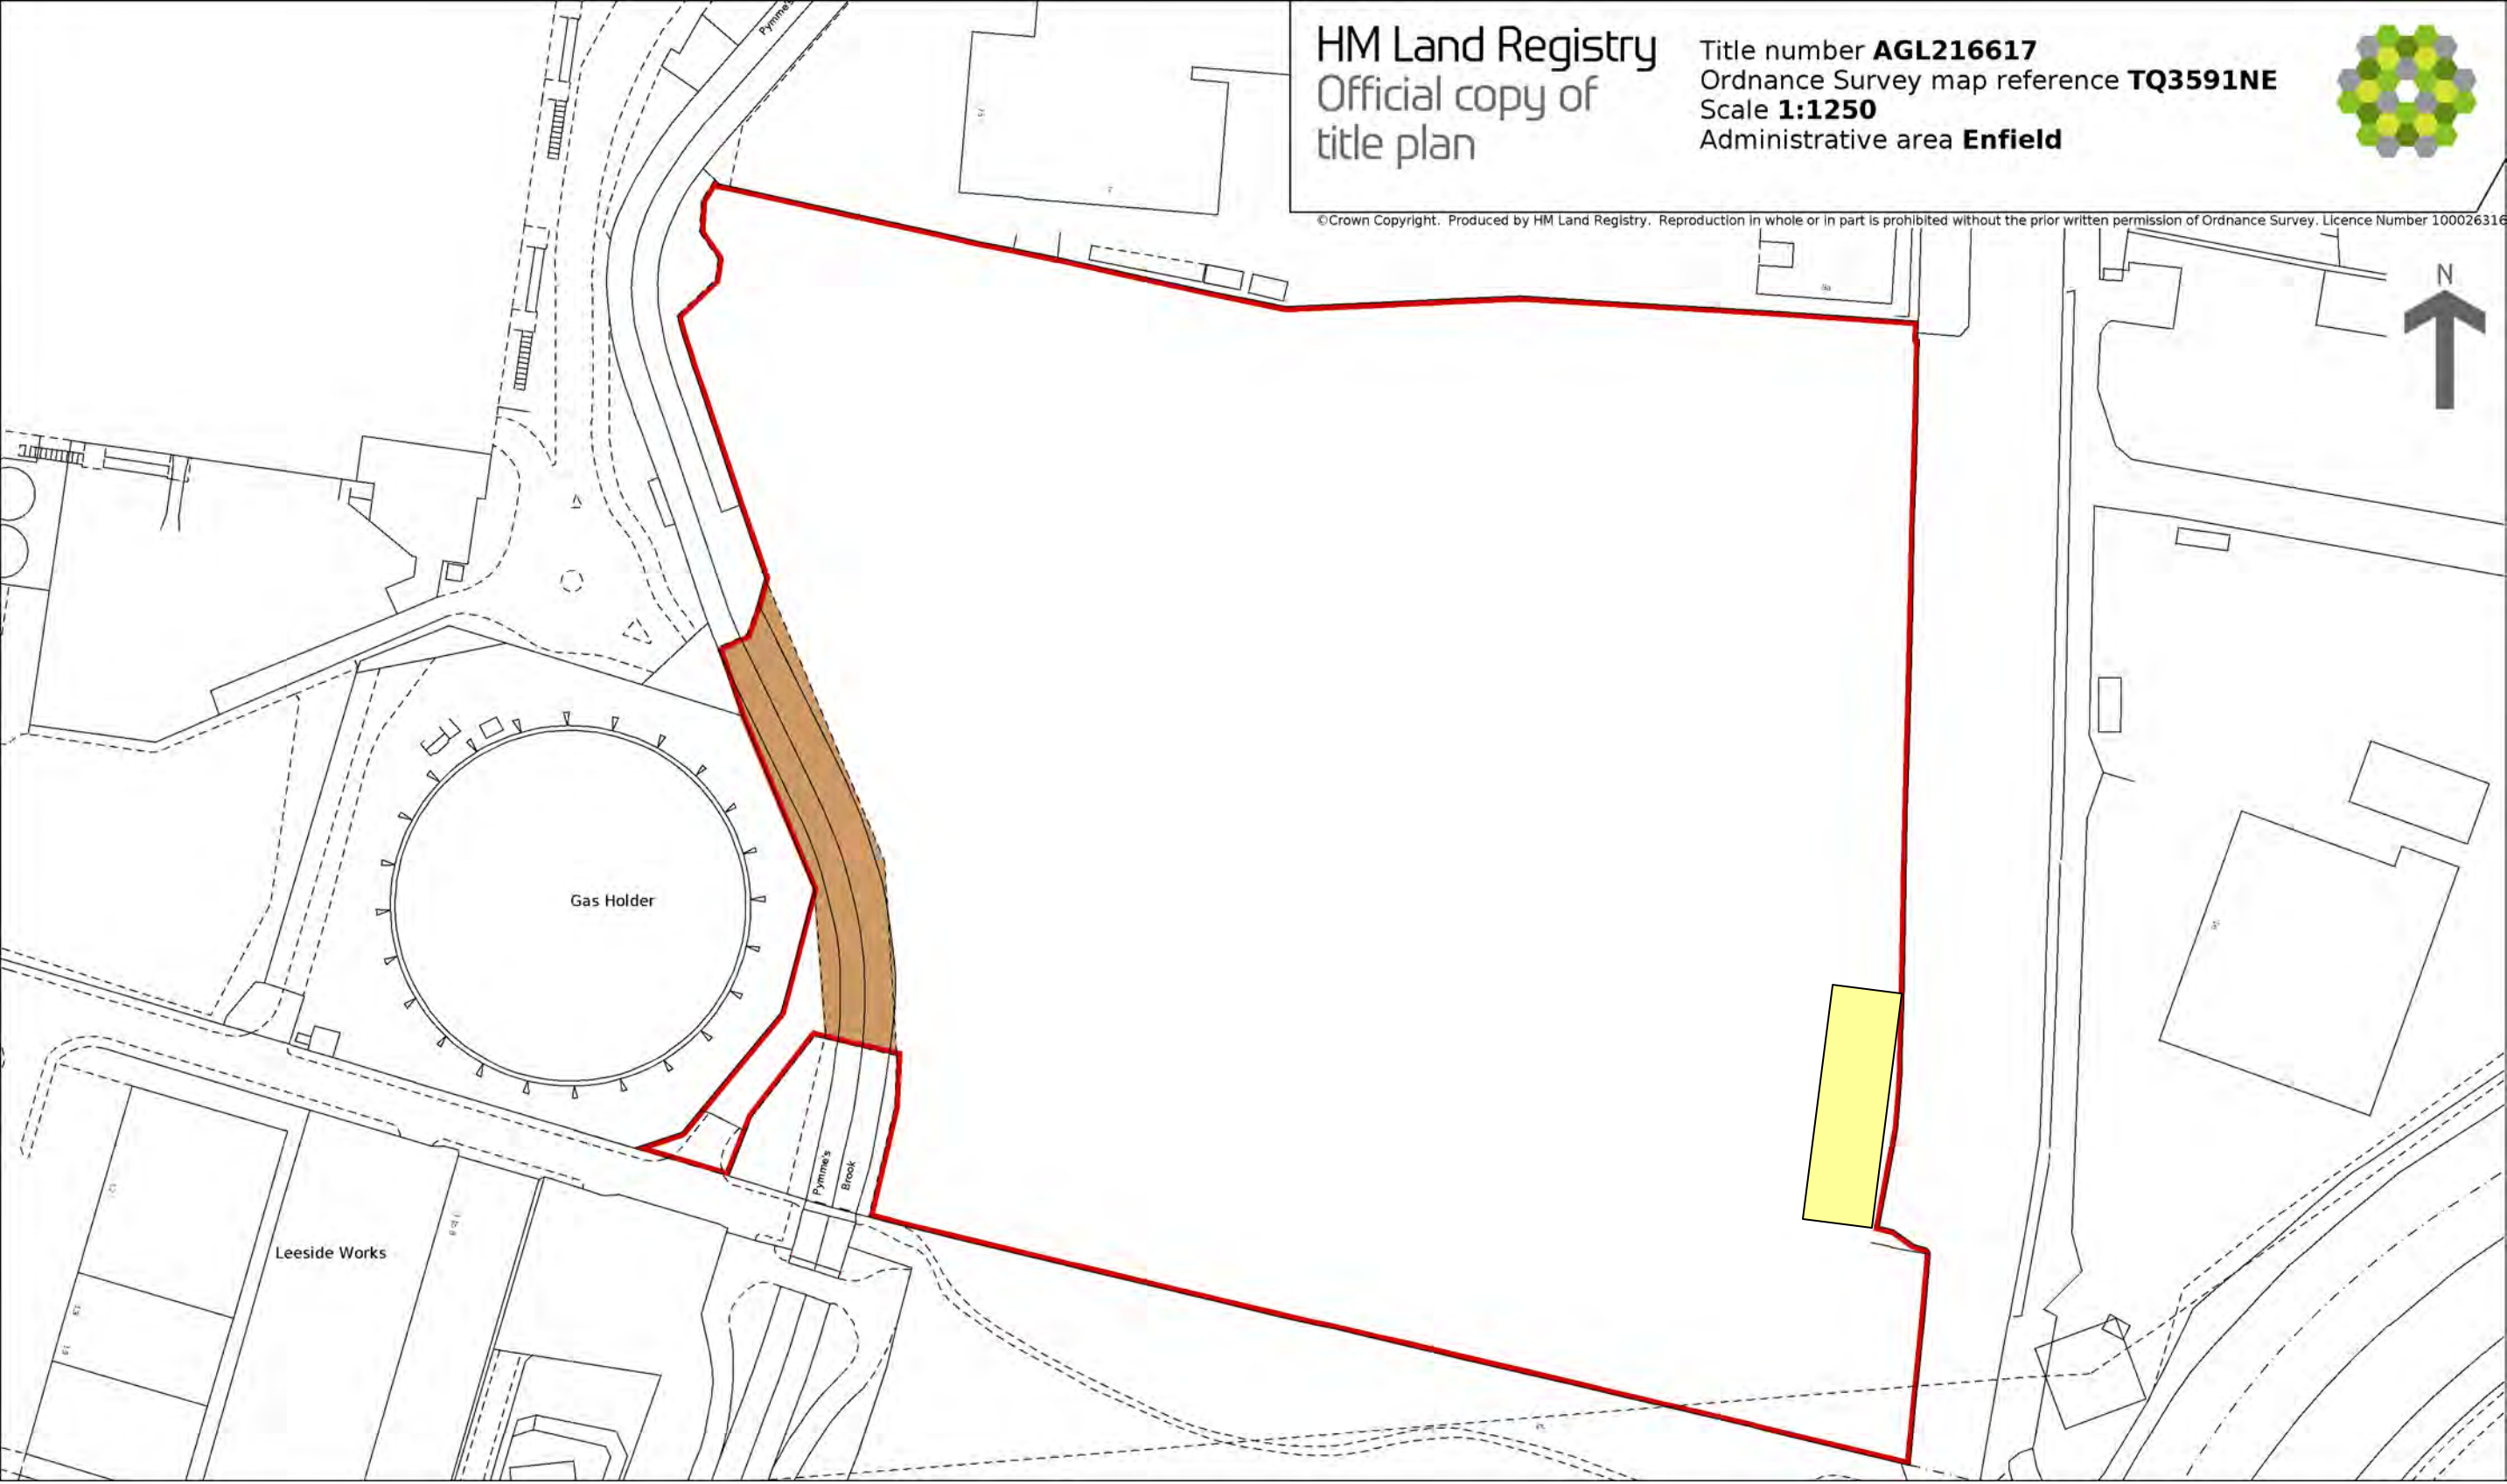 HM Land Registry
Official copy of
title plan
Title number AGL216617
Ordnance Survey map reference TQ3591NE
Scale 1:1250
Administrative area Enfield
©Crown Copyright. Produced by HM Land Registry. Reproduction in whole or in part is prohibited without the prior written permission of Ordnance Survey. Licence Number 100026316
N
Gas Holder
Pymme's
Brook
Leeside Works